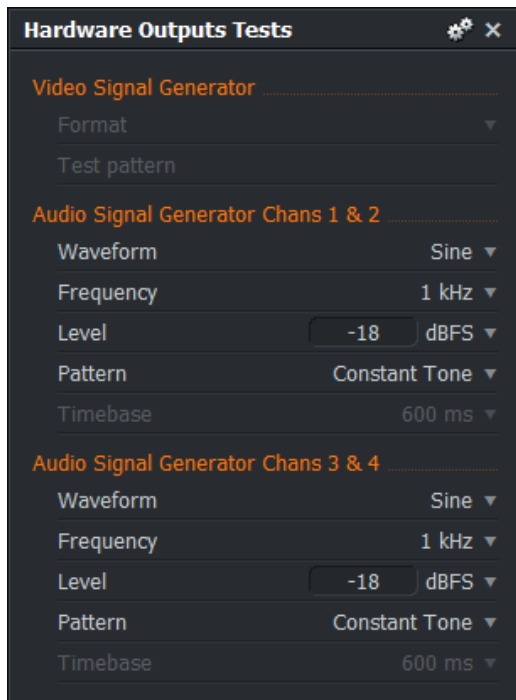 Hardware Outputs Tests
Video Signal Generator
Format
Test pattern
Audio Signal Generator Chans 1 & 2
Waveform Sine
Frequency 1 kHz
Level -18 dBFS
Pattern Constant Tone
Timebase 600 ms
Audio Signal Generator Chans 3 & 4
Waveform Sine
Frequency 1 kHz
Level -18 dBFS
Pattern Constant Tone
Timebase 600 ms